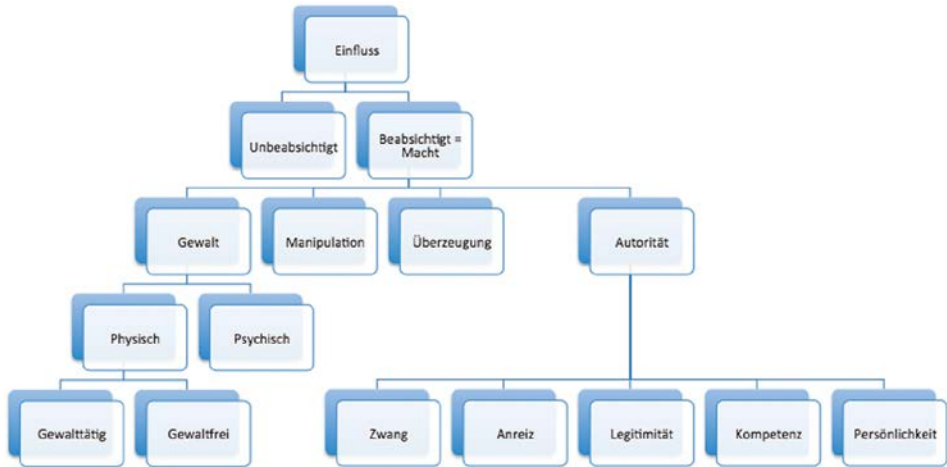 Einfluss
Unbeabsichtigt
Beabsichtigt =
Macht
Gewalt
Manipulation
Überzeugung
Autorität
Physisch
Psychisch
Gewalttätig
Gewaltfrei
Zwang
Anreiz
Legitimität
Kompetenz
Persönlichkeit